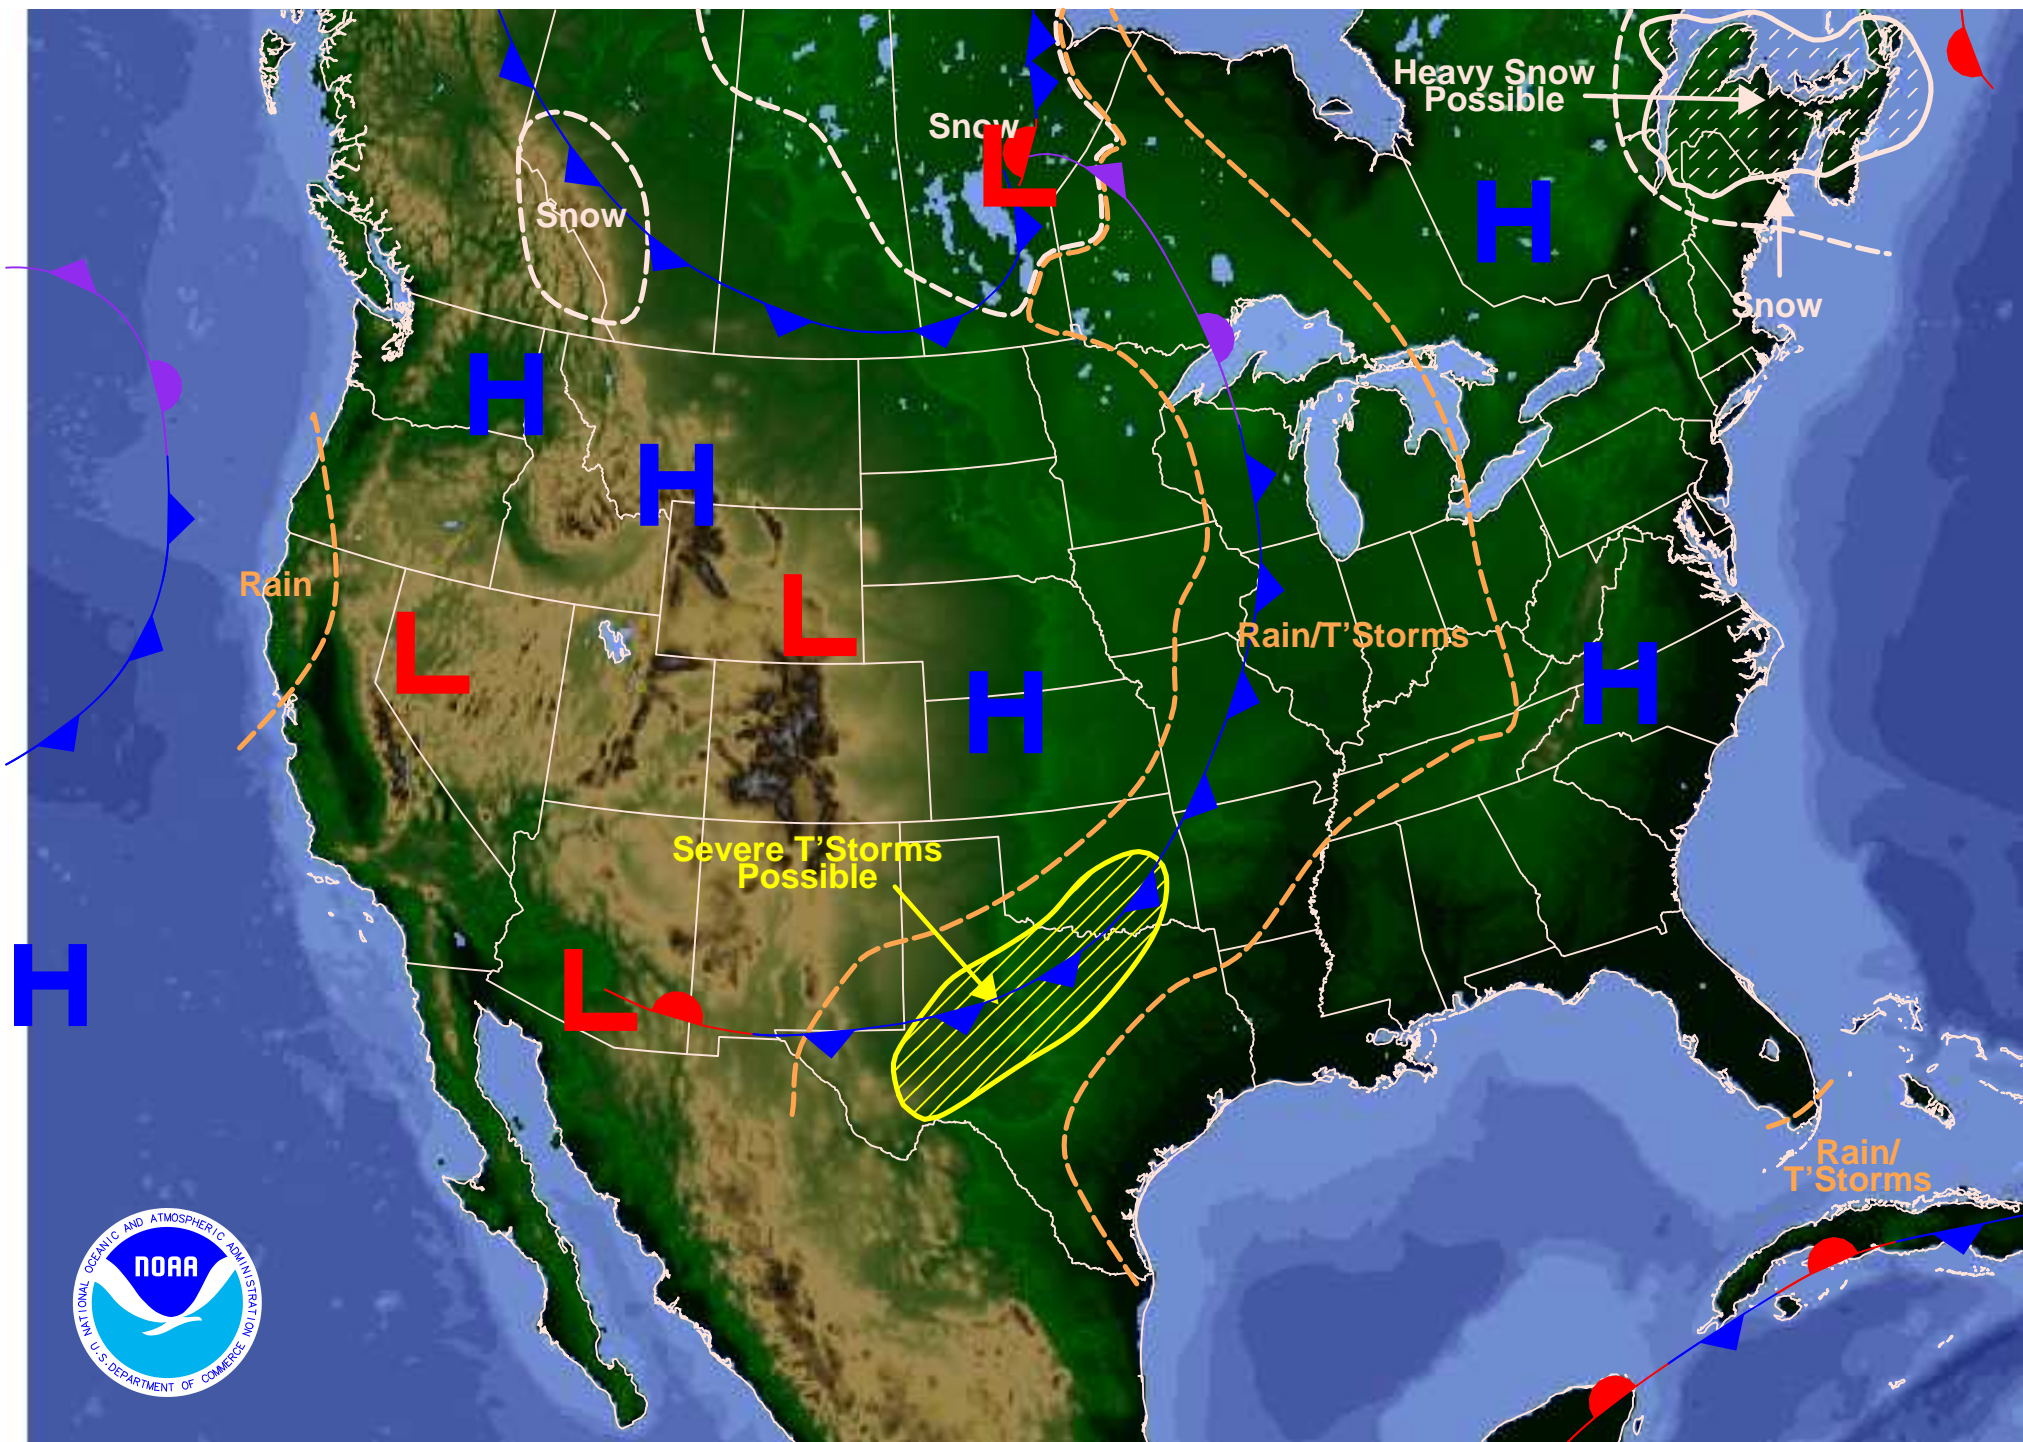 Heavy Snow
Possible
Snow
L
Snow
H
Snow
H
H
Rain
L
L
Rain/T'Storms
H
H
Severe T'Storms
Possible
H
L
Rain/
T'Storms
NATIONAL OCEANIC AND ATMOSPHERIC ADMINISTRATION
NOAA
U.S. DEPARTMENT OF COMMERCE